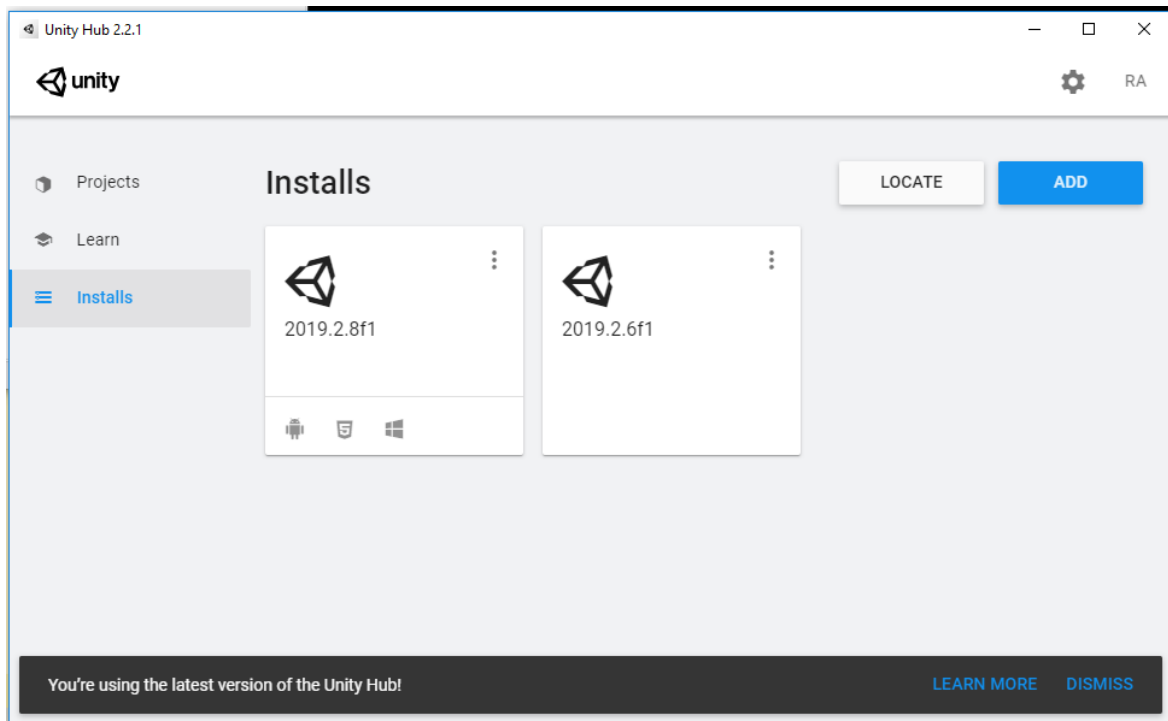 Unity Hub 2.2.1
unity
RA
Projects
Learn
Installs
Installs
LOCATE
ADD
2019.2.8f1
2019.2.6f1
You're using the latest version of the Unity Hub!
LEARN MORE
DISMISS